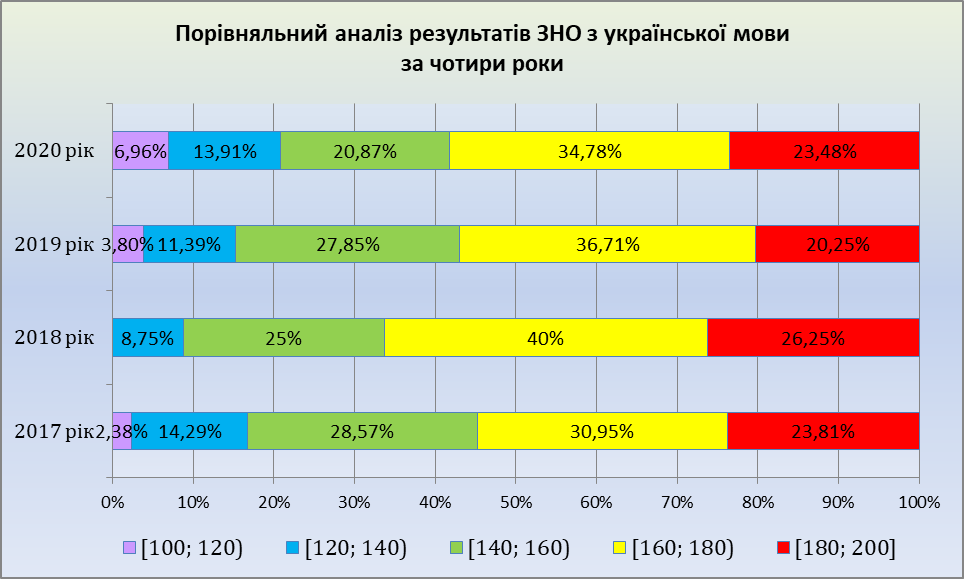 Порівняльний аналіз результатів ЗНО з української мови
за чотири роки
2020 рік 6,96% 13,91% 20,87% 34,78% 23,48%
2019 рік 3,80% 11,39% 27,85% 36,71% 20,25%
2018 рік 8,75% 25% 40% 26,25%
2017 рік 2,38% 14,29% 28,57% 30,95% 23,81%
0% 10% 20% 30% 40% 50% 60% 70% 80% 90% 100%
[100; 120) [120; 140) [140; 160) [160; 180) [180; 200]